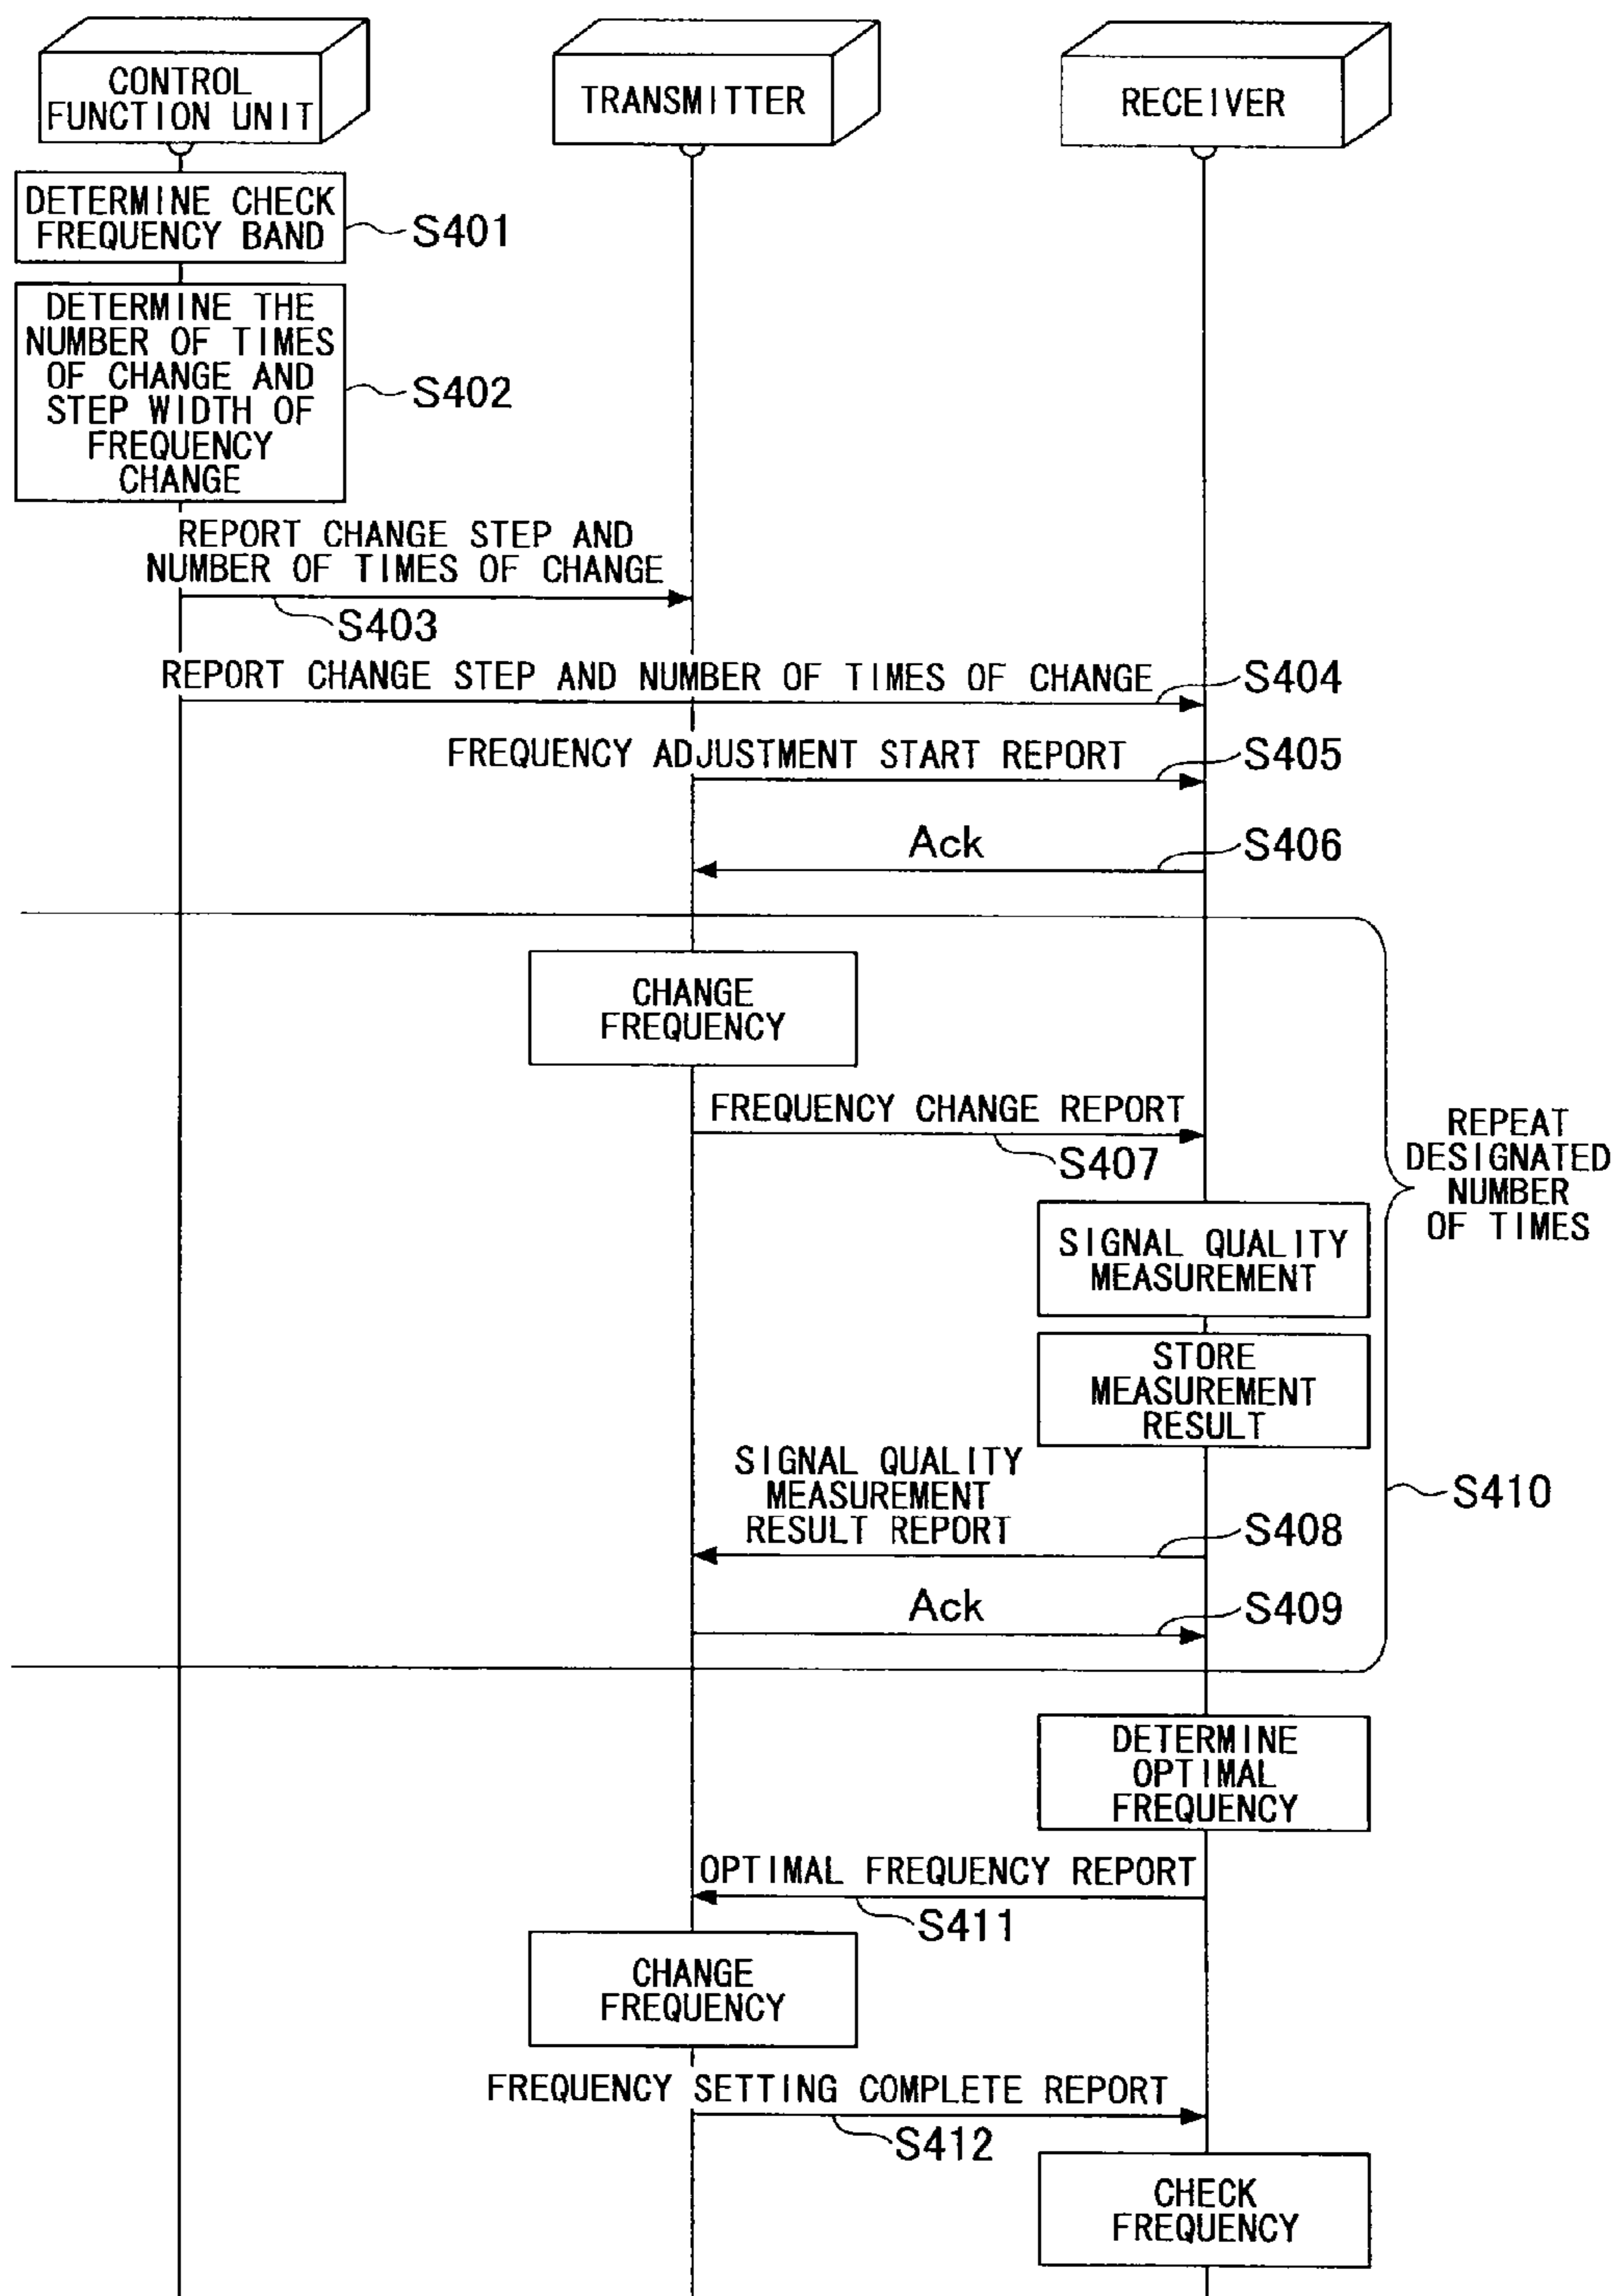 CONTROL
FUNCTION UNIT
TRANSMITTER
RECEIVER
DETERMINE CHECK
FREQUENCY BAND
S401
DETERMINE THE
NUMBER OF TIMES
OF CHANGE AND
STEP WIDTH OF
FREQUENCY
CHANGE
S402
REPORT CHANGE STEP AND
NUMBER OF TIMES OF CHANGE
S403
REPORT CHANGE STEP AND NUMBER OF TIMES OF CHANGE
S404
FREQUENCY ADJUSTMENT START REPORT
S405
Ack
S406
CHANGE
FREQUENCY
FREQUENCY CHANGE REPORT
S407
REPEAT
DESIGNATED
NUMBER
OF TIMES
SIGNAL QUALITY
MEASUREMENT
STORE
MEASUREMENT
RESULT
SIGNAL QUALITY
MEASUREMENT
RESULT REPORT
S408
S410
Ack
S409
DETERMINE
OPTIMAL
FREQUENCY
OPTIMAL FREQUENCY REPORT
S411
CHANGE
FREQUENCY
FREQUENCY SETTING COMPLETE REPORT
S412
CHECK
FREQUENCY